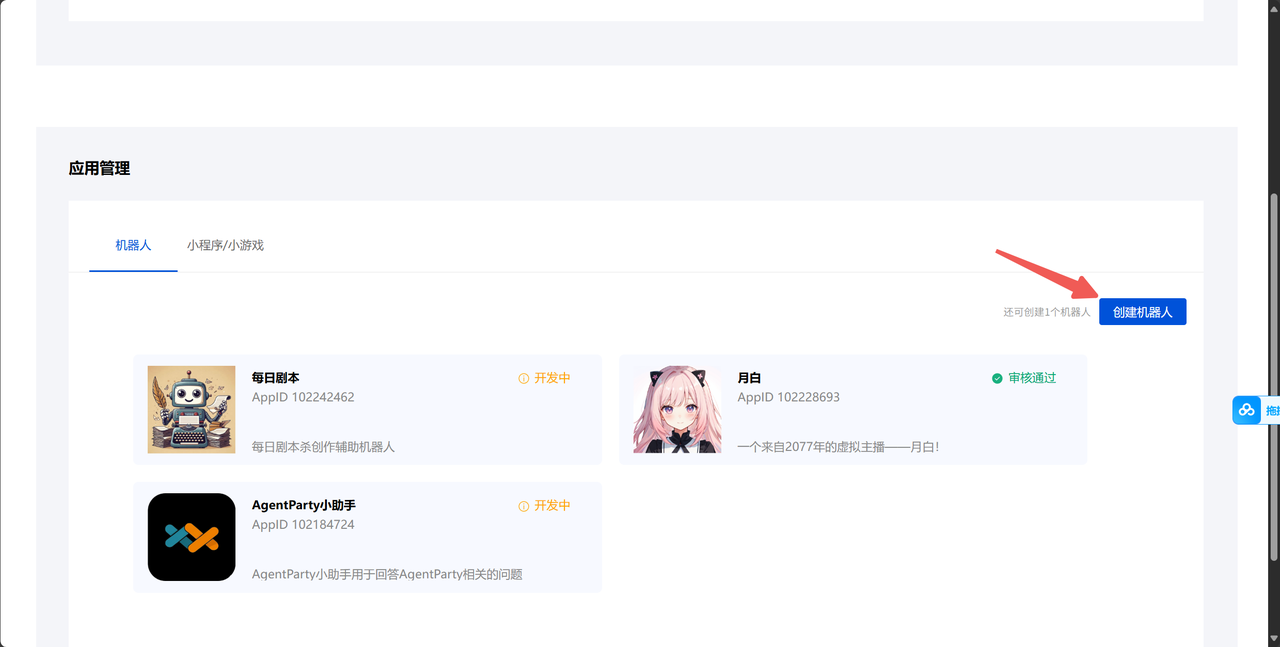 应用管理
机器人 小程序/小游戏
还可创建1个机器人 创建机器人
每日剧本 开发中
AppID 102242462
每日剧本杀创作辅助机器人
月白 审核通过
AppID 102228693
一个来自2077年的虚拟主播——月白!
AgentParty小助手 开发中
AppID 102184724
AgentParty小助手用于回答AgentParty相关的问题